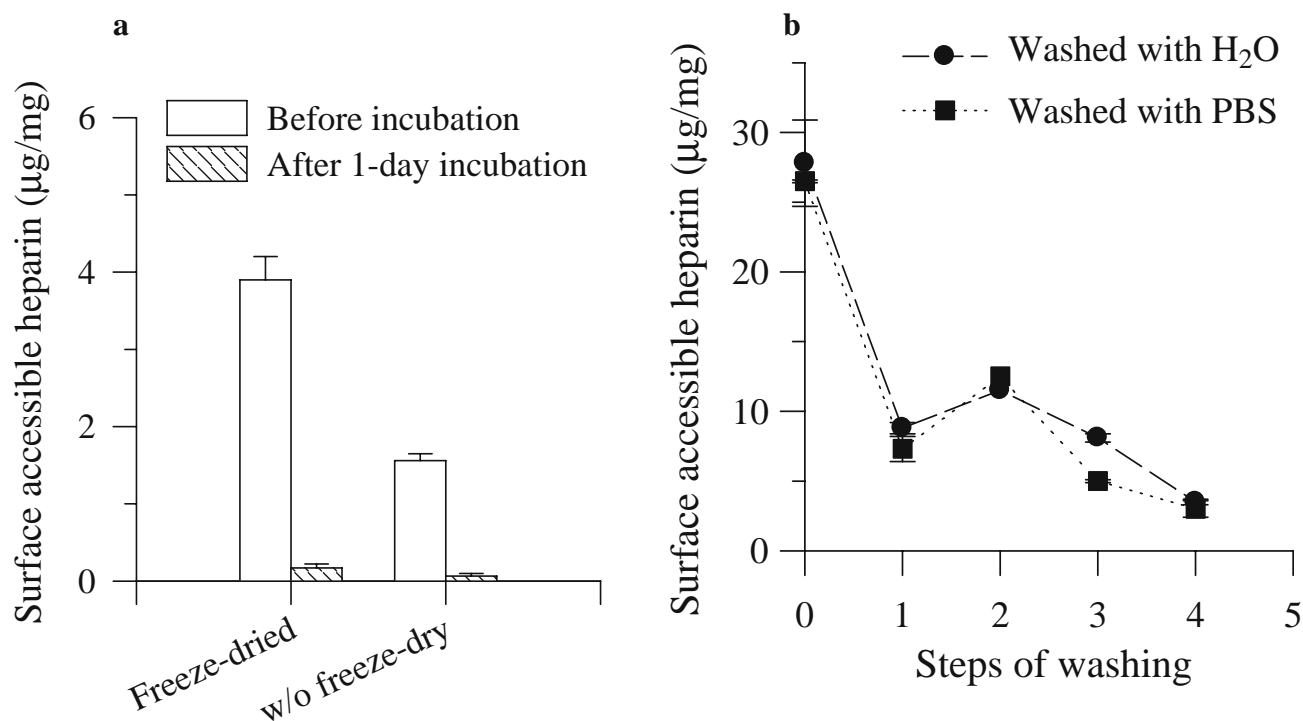 a
Surface accessible heparin (μg/mg)
6
4
2
0
Before incubation
After 1-day incubation
Freeze-dried
w/o freeze-dry
b
Washed with H₂O
Washed with PBS
Surface accessible heparin (μg/mg)
30
20
10
0
0 1 2 3 4 5
Steps of washing